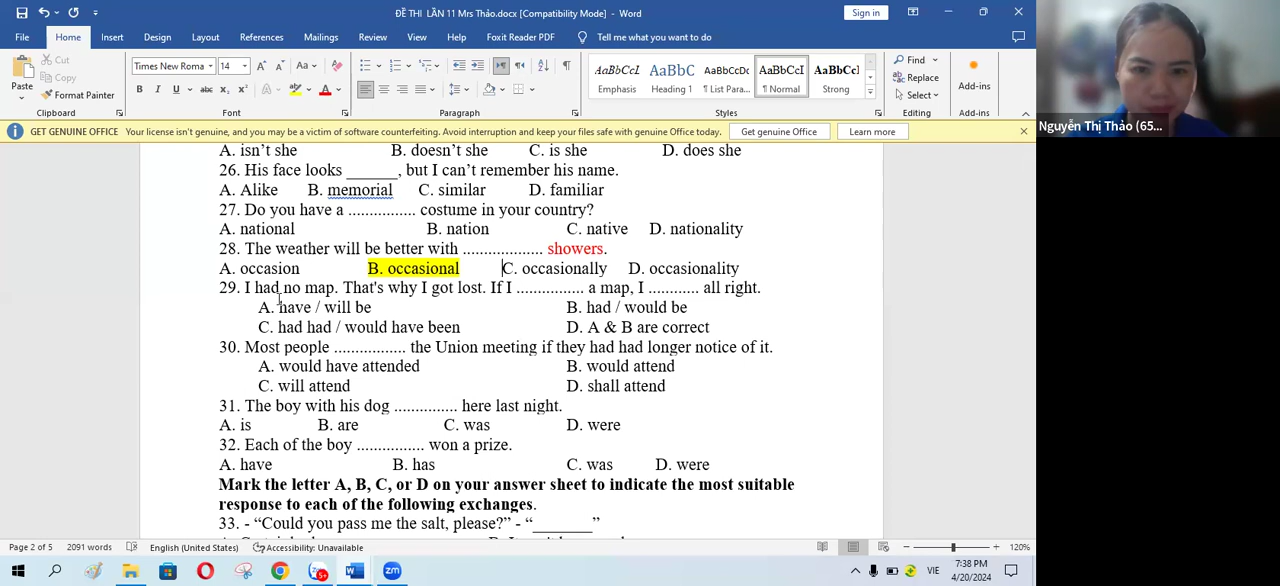 ĐỀ THI LẦN 11 Mrs Thảo.docx [Compatibility Mode] - Word
Sign in
File Home Insert Design Layout References Mailings Review View Help Foxit Reader PDF Tell me what you want to do
Cut
Copy
Format Painter
Paste
Clipboard
Times New Roma 14
Font
Paragraph
AaBbCcI AaBbC AaBbCcDc AaBbCcI AaBbCcl
Emphasis Heading 1 ¶ List Para... ¶ Normal Strong
Styles
Find
Replace
Select
Editing
Add-ins
Add-ins
GET GENUINE OFFICE Your license isn't genuine, and you may be a victim of software counterfeiting. Avoid interruption and keep your files safe with genuine Office today. Get genuine Office Learn more
Nguyễn Thị Thảo (65...
A. isn’t she B. doesn’t she C. is she D. does she
26. His face looks ______, but I can’t remember his name.
A. Alike B. memorial C. similar D. familiar
27. Do you have a ................ costume in your country?
A. national B. nation C. native D. nationality
28. The weather will be better with ................... showers.
A. occasion B. occasional C. occasionally D. occasionality
29. I had no map. That's why I got lost. If I ................ a map, I ............ all right.
A. have / will be B. had / would be
C. had had / would have been D. A & B are correct
30. Most people ................. the Union meeting if they had had longer notice of it.
A. would have attended B. would attend
C. will attend D. shall attend
31. The boy with his dog .............. here last night.
A. is B. are C. was D. were
32. Each of the boy ................ won a prize.
A. have B. has C. was D. were
Mark the letter A, B, C, or D on your answer sheet to indicate the most suitable
response to each of the following exchanges.
33. - “Could you pass me the salt, please?” - “_______”
Page 2 of 5 2091 words English (United States) Accessibility: Unavailable 120%
VIE
7:38 PM
4/20/2024